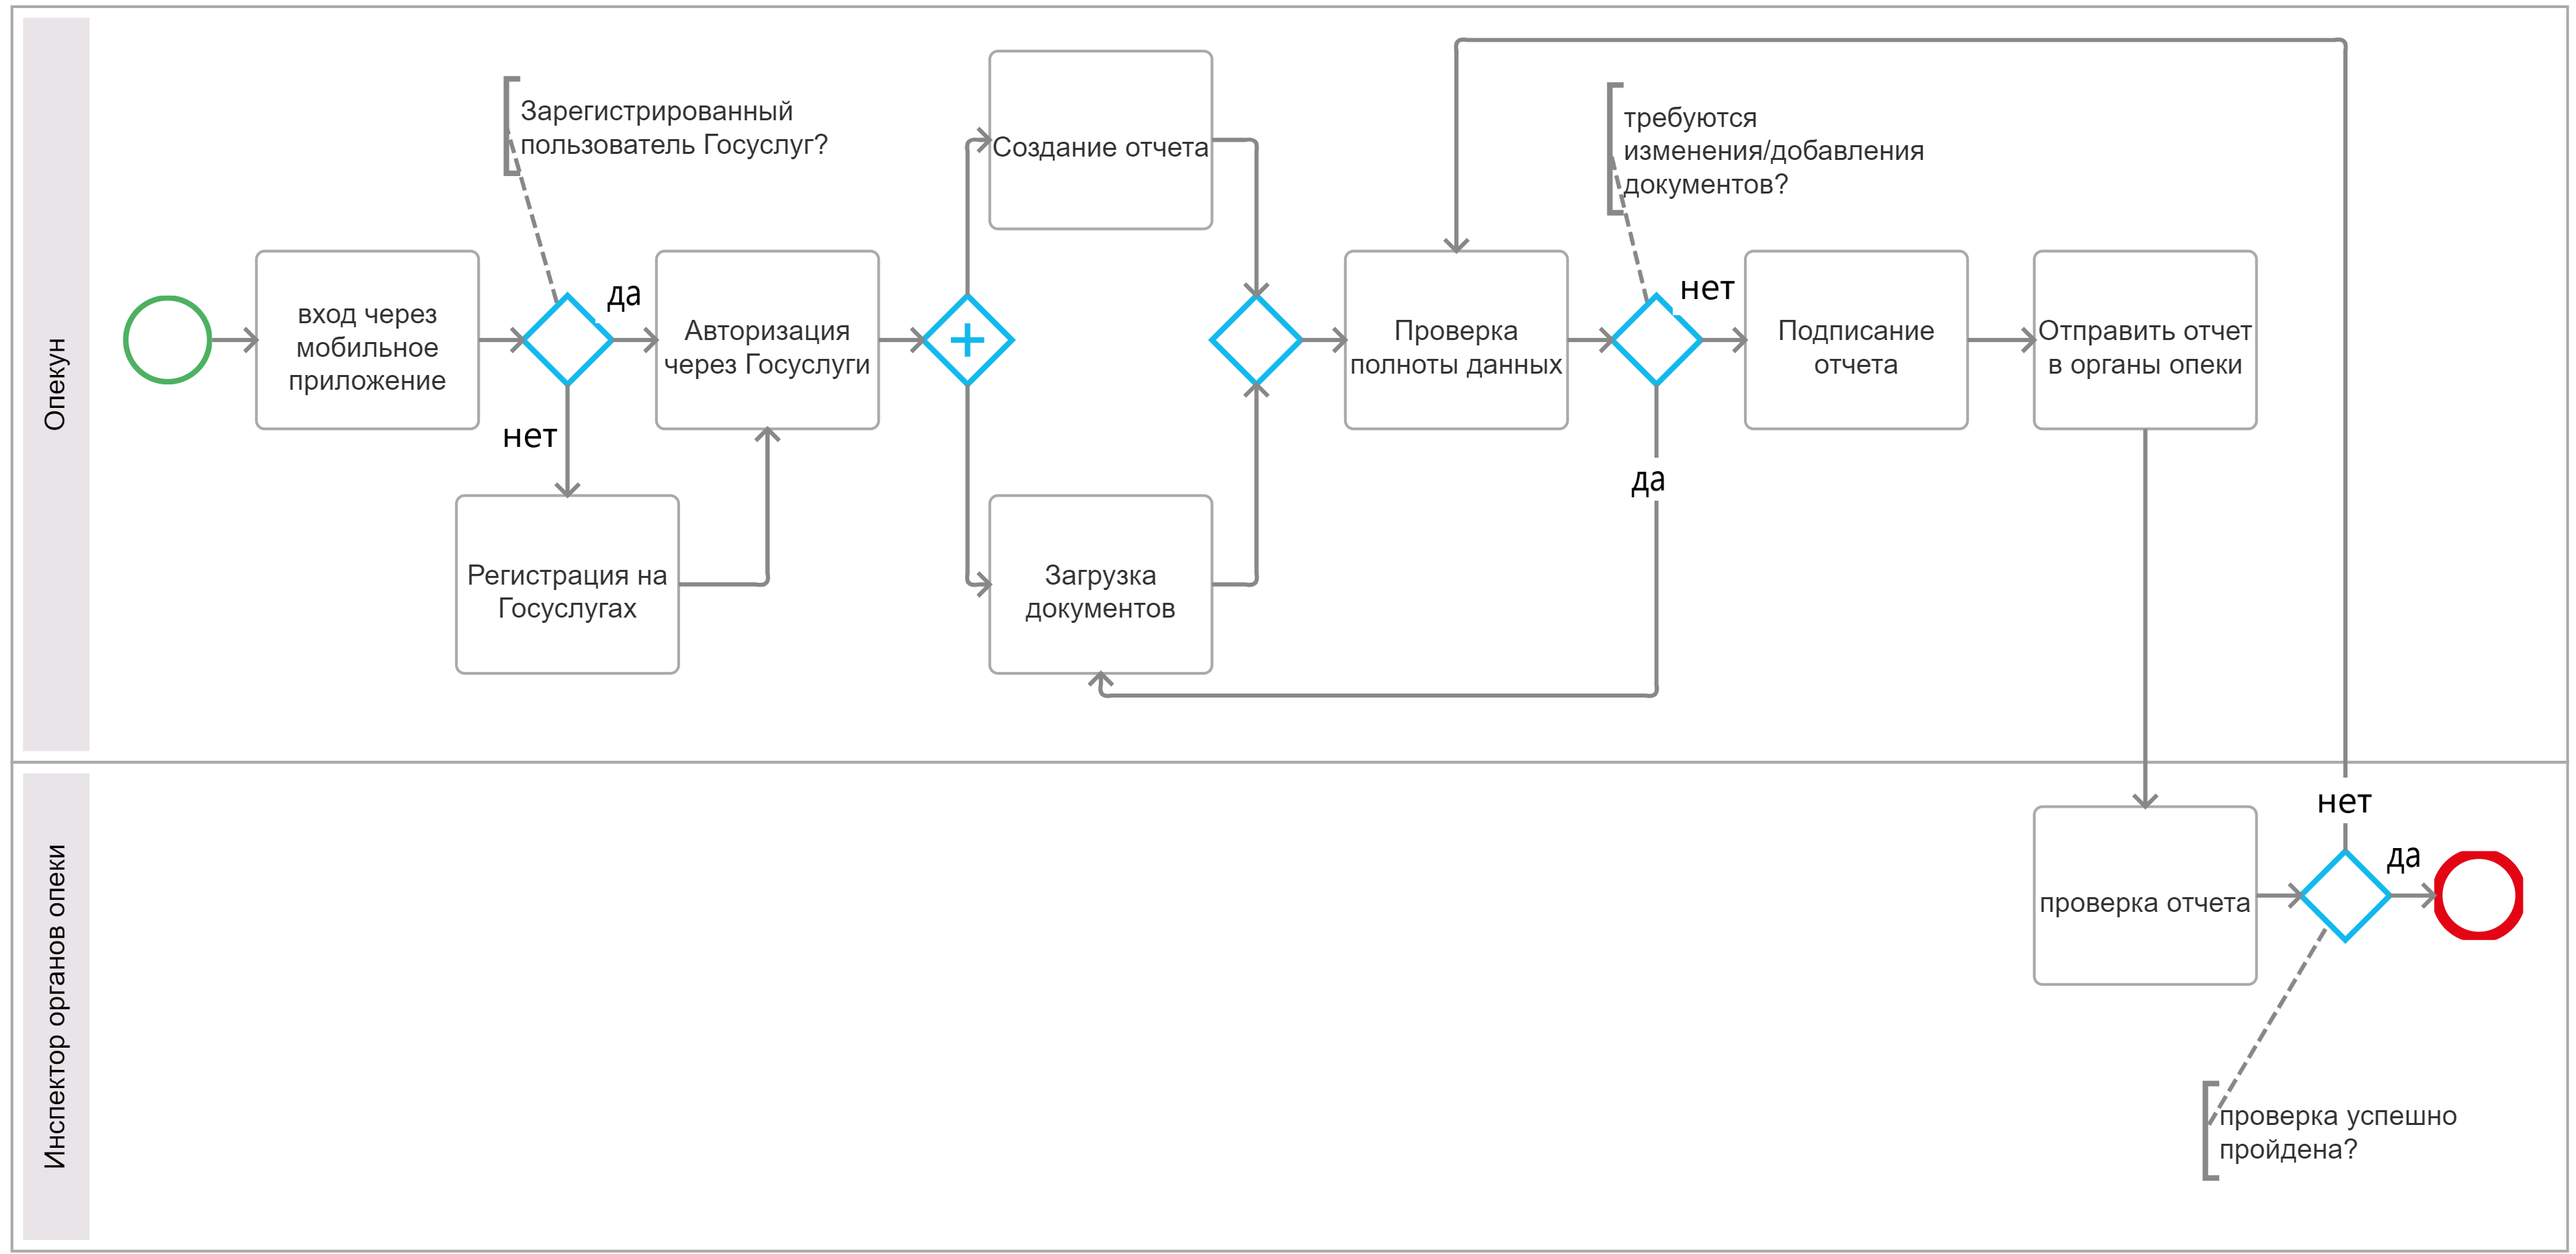 Опекун
Зарегистрированный
пользователь Госуслуг?
вход через
мобильное
приложение
да
нет
Регистрация на
Госуслугах
Авторизация
через Госуслуги
Создание отчета
Загрузка
документов
Проверка
полноты данных
требуются
изменения/добавления
документов?
нет
да
Подписание
отчета
Отправить отчет
в органы опеки
Инспектор органов опеки
проверка отчета
нет
да
проверка успешно
пройдена?